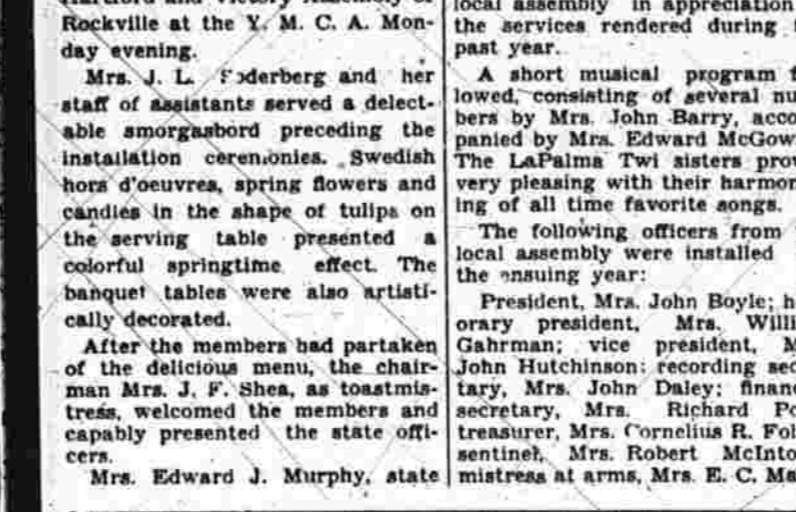 Rockville at the Y. M. C. A. Mon-
day evening.
Mrs. J. L. Soderberg and her
staff of assistants served a delect-
able smorgasbord preceding the
installation ceremonies. Swedish
hors d'oeuvres, spring flowers and
candles in the shape of tulips on
the serving table presented a
colorful springtime effect. The
banquet tables were also artisti-
cally decorated.
After the members had partaken
of the delicious menu, the chair-
man Mrs. J. F. Shea, as toastmis-
tress, welcomed the members and
capably presented the state offi-
cers.
Mrs. Edward J. Murphy, state
local assembly in appreciation
the services rendered during
past year.
A short musical program f
lowed, consisting of several nu
bers by Mrs. John Barry, acco
panied by Mrs. Edward McGow
The LaPalma Twi sisters prov
very pleasing with their harmon
ing of all time favorite songs.
The following officers from
local assembly were installed
the ensuing year:
President, Mrs. John Boyle; h
orary president, Mrs. Willi
Gahrman; vice president, M
John Hutchinson; recording sec
tary, Mrs. John Daley; financ
secretary, Mrs. Richard Po
treasurer, Mrs. Cornelius R. Fol
sentinel, Mrs. Robert McInto
mistress at arms, Mrs. E. C. Ma